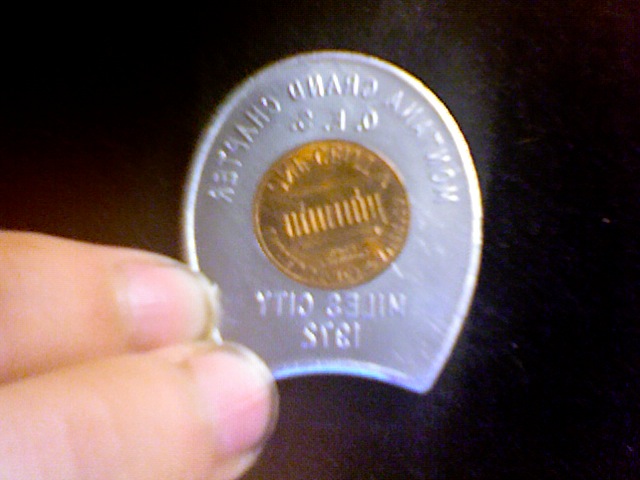 MONTANA GRAND CHAPTER
O.E.S.
MILES CITY
1972